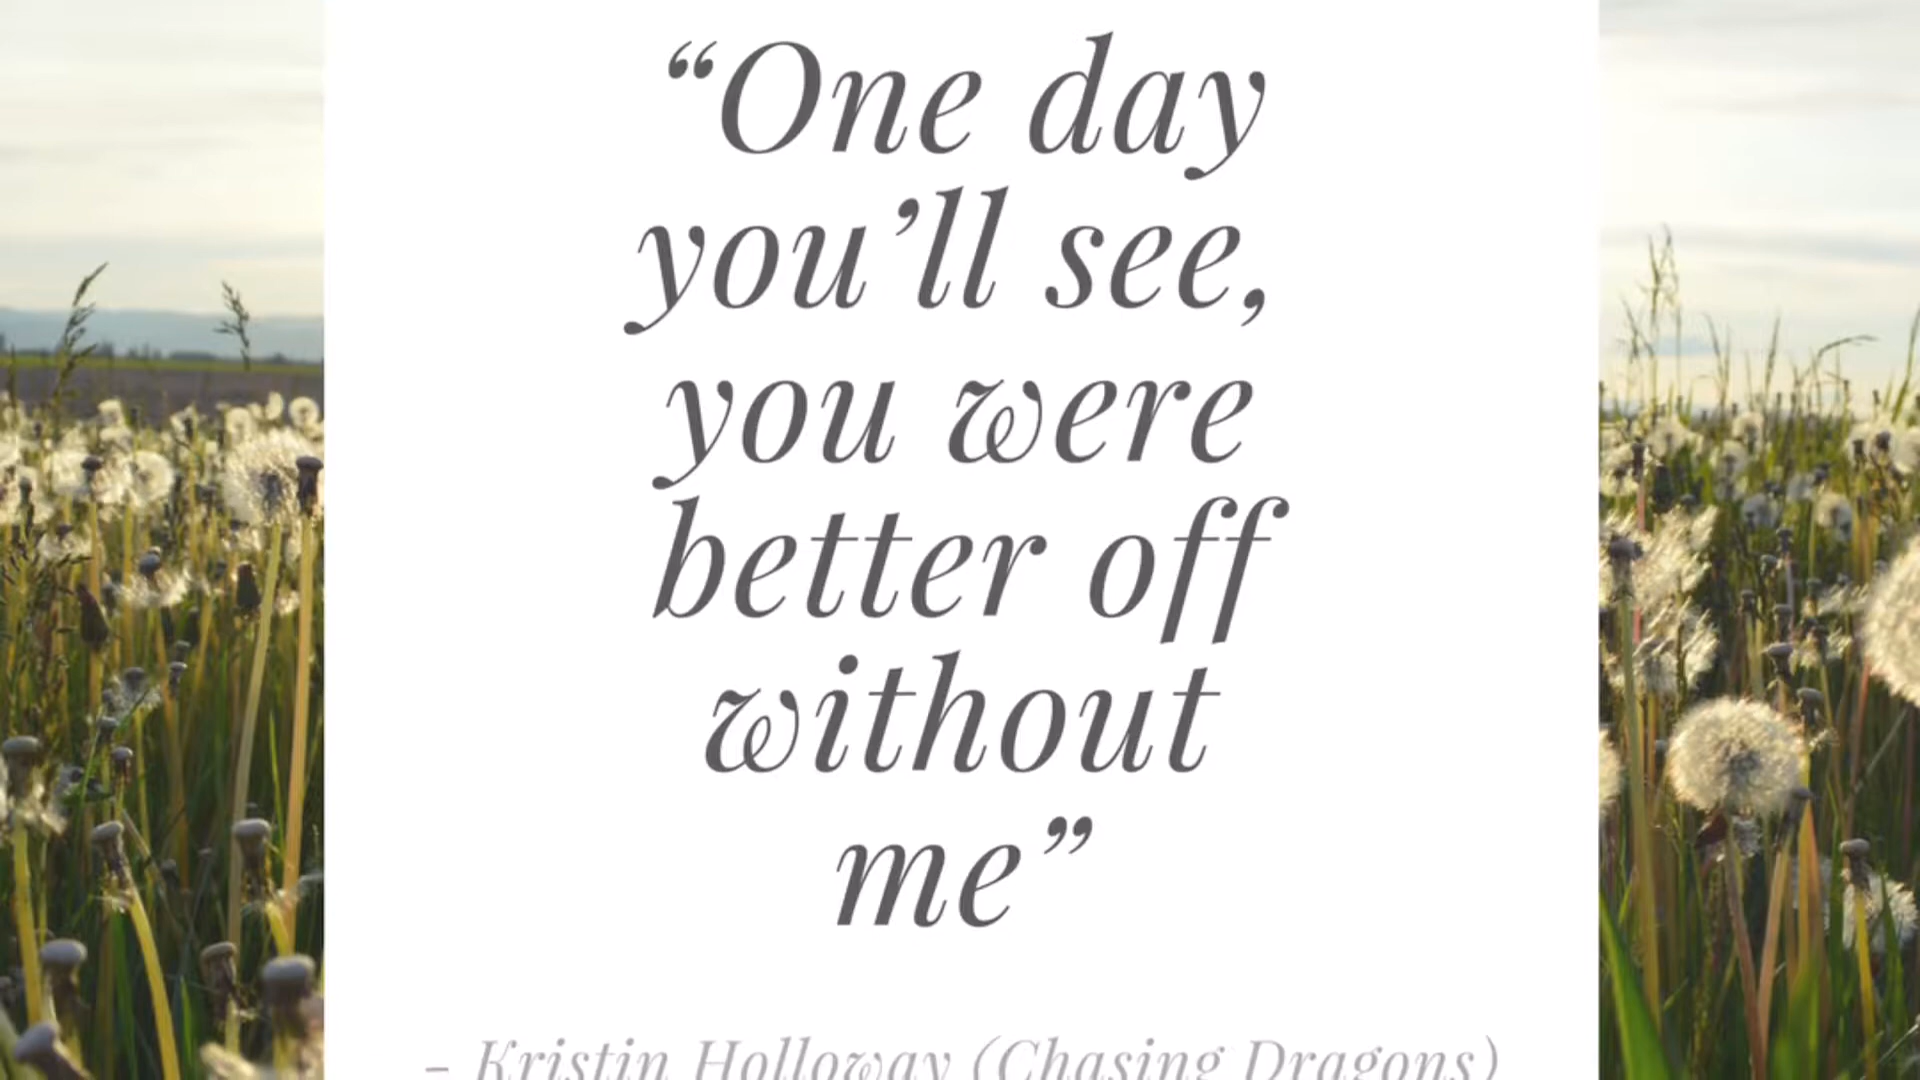 “One day
you’ll see,
you were
better off
without
me”
- Kristin Holloway (Chasing Dragons)